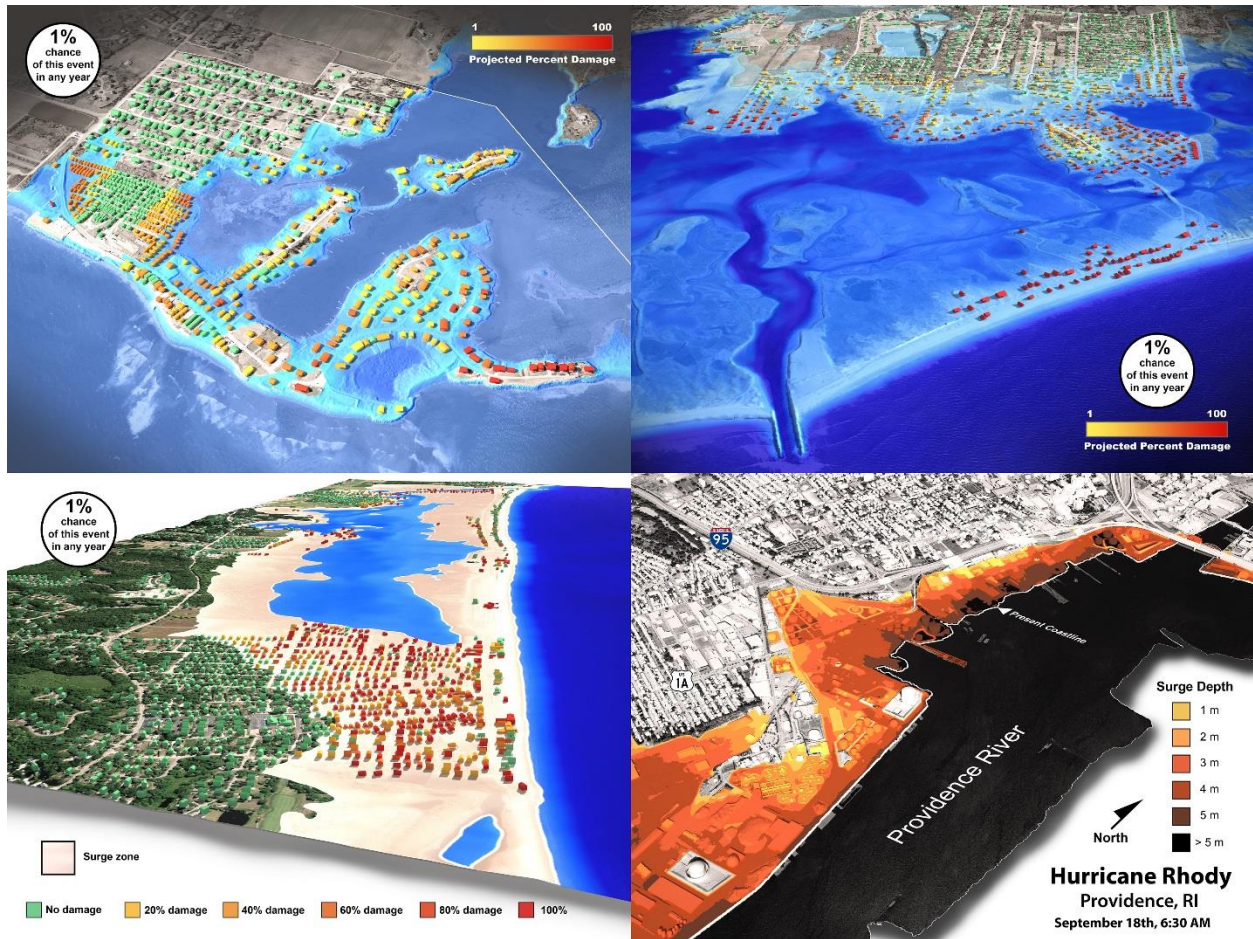 1%
chance
of this event
in any year
1 100
Projected Percent Damage
1%
chance
of this event
in any year
1 100
Projected Percent Damage
1%
chance
of this event
in any year
Surge zone
No damage 20% damage 40% damage 60% damage 80% damage 100%
INTERSTATE
95
US
1A
Present Coastline
Providence River
North
Surge Depth
1 m
2 m
3 m
4 m
5 m
> 5 m
Hurricane Rhody
Providence, RI
September 18th, 6:30 AM